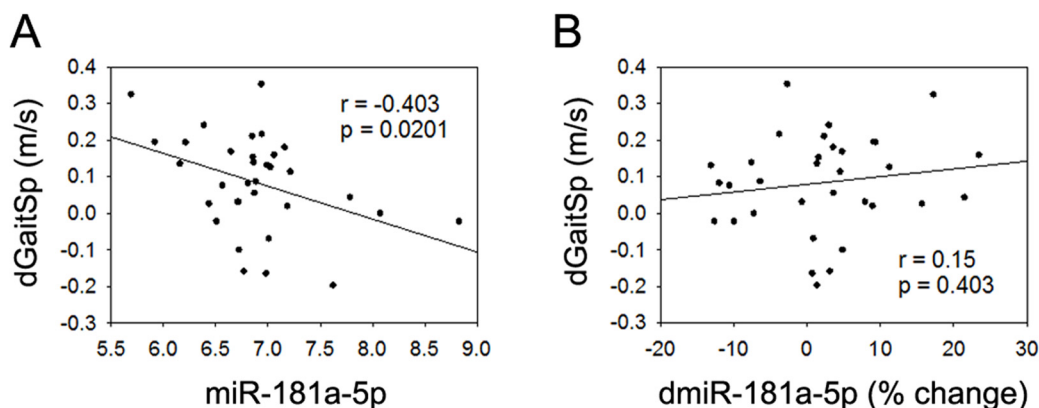 A
dGaitSp (m/s)
0.4
0.3
0.2
0.1
0.0
-0.1
-0.2
-0.3
r = -0.403
p = 0.0201
5.5 6.0 6.5 7.0 7.5 8.0 8.5 9.0
miR-181a-5p
B
dGaitSp (m/s)
0.4
0.3
0.2
0.1
0.0
-0.1
-0.2
-0.3
r = 0.15
p = 0.403
-20 -10 0 10 20 30
dmiR-181a-5p (% change)